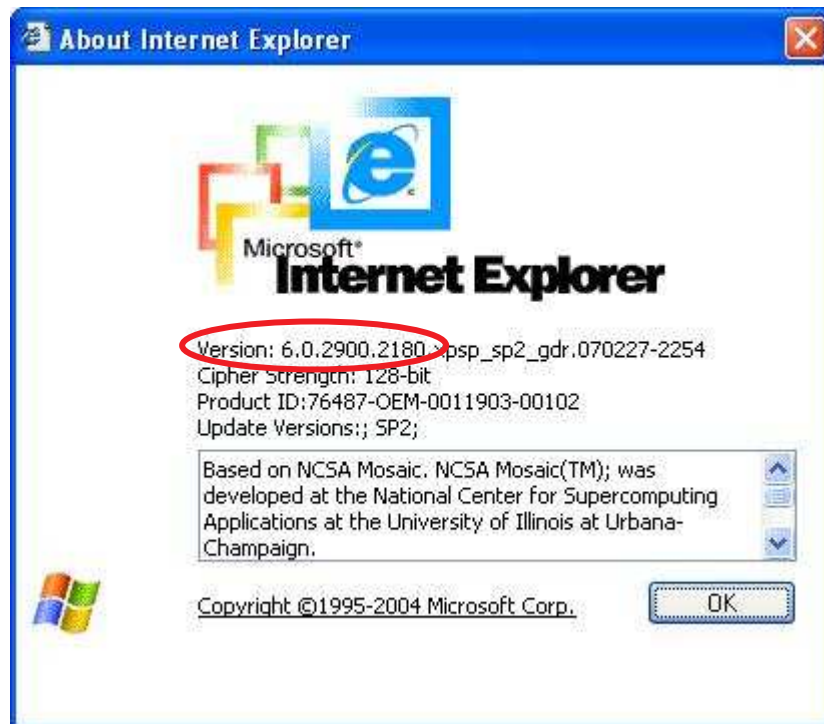 About Internet Explorer
Microsoft®
Internet Explorer
Version: 6.0.2900.2180.xpsp_sp2_gdr.070227-2254
Cipher Strength: 128-bit
Product ID:76487-OEM-0011903-00102
Update Versions:; SP2;
Based on NCSA Mosaic. NCSA Mosaic(TM); was
developed at the National Center for Supercomputing
Applications at the University of Illinois at Urbana-
Champaign.
Copyright ©1995-2004 Microsoft Corp.
OK